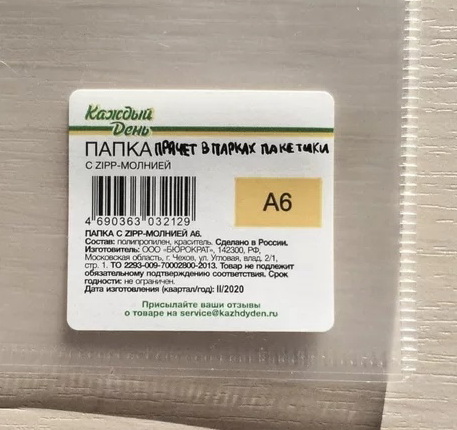 Каждый
День
ПАПКА ПРЯЧЕТ В ПАРКАХ ПАКЕТИКИ
С ZIPP-МОЛНИЕЙ
A6
4 690363 032129
ПАПКА С ZIPP-МОЛНИЕЙ А6.
Состав: полипропилен, краситель. Сделано в России.
Изготовитель: ООО «БЮРОКРАТ», 142300, РФ,
Московская область, г. Чехов, ул. Угловая, влад. 2/1,
стр. 1. ТО 2293-009-70002800-2013. Товар не подлежит
обязательному подтверждению соответствия. Срок
годности: не ограничен.
Дата изготовления (квартал/год): II/2020
Присылайте ваши отзывы
о товаре на service@kazhdyden.ru